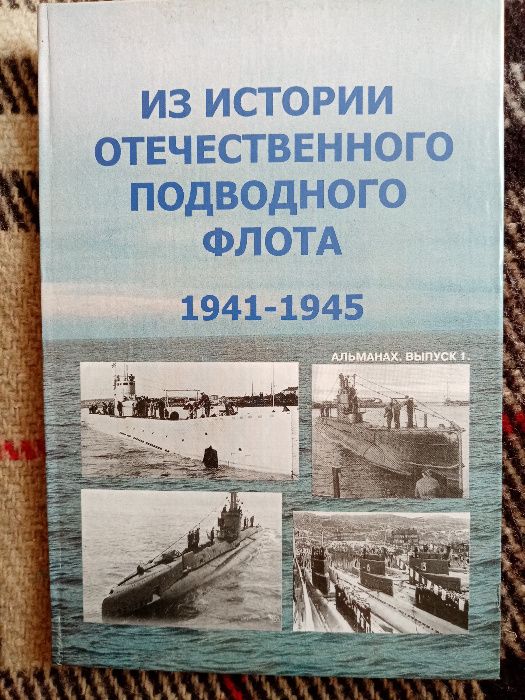 ИЗ ИСТОРИИ
ОТЕЧЕСТВЕННОГО
ПОДВОДНОГО
ФЛОТА
1941-1945
АЛЬМАНАХ. ВЫПУСК 1.